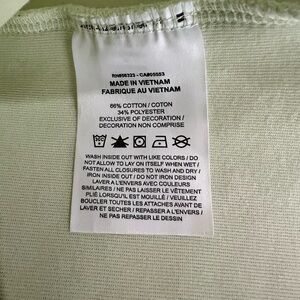 RN#56323 - CA#05553
MADE IN VIETNAM
FABRIQUE AU VIETNAM
66% COTTON / COTON
34% POLYESTER
EXCLUSIVE OF DECORATION /
DECORATION NON COMPRISE
WASH INSIDE OUT WITH LIKE COLORS / DO
NOT ALLOW TO LAY ON ITSELF WHEN WET /
FASTEN ALL CLOSURES TO WASH AND DRY /
IRON INSIDE OUT / DO NOT IRON DESIGN
LAVER A L'ENVERS AVEC COULEURS
SIMILAIRES / NE PAS LAISSER LE VÊTEMENT
PLIÉ LORSQU'IL EST MOUILLÉ / VEUILLEZ
BOUCLER TOUTES LES ATTACHES AVANT DE
LAVER ET SECHER / REPASSER A L'ENVERS /
NE PAS REPASSER LE DESSIN